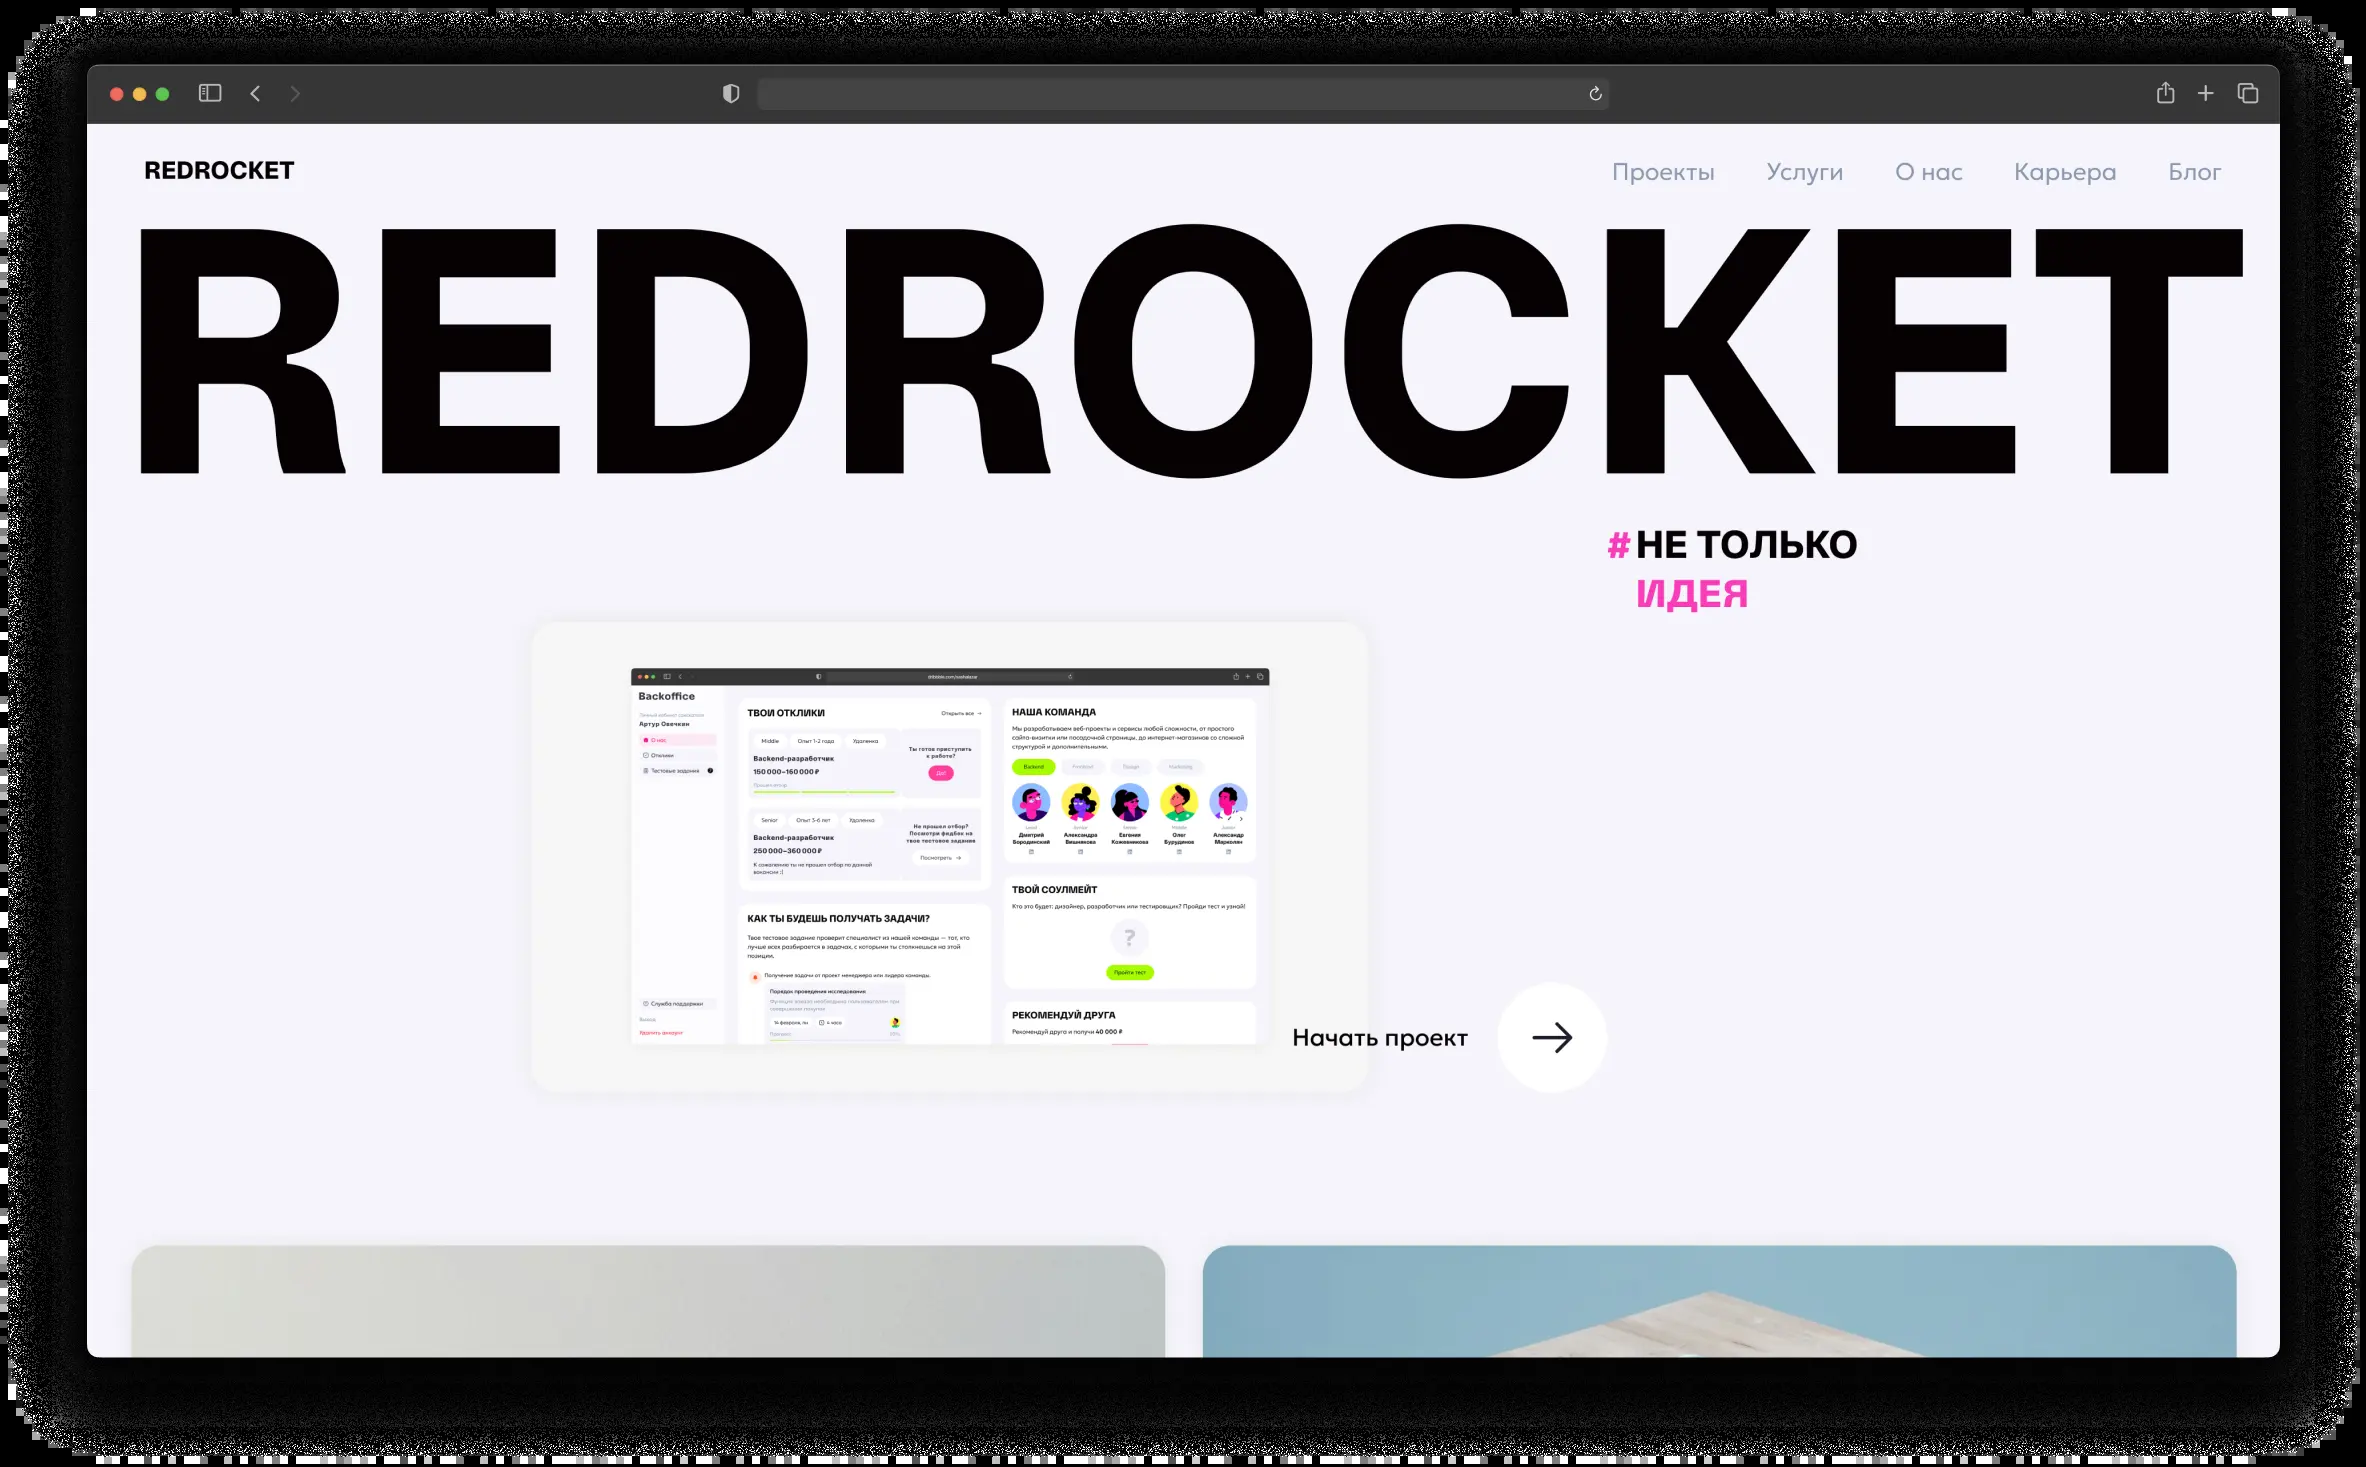 REDROCKET
Проекты Услуги О нас Карьера Блог
REDROCKET
#НЕ ТОЛЬКО
ИДЕЯ
Backoffice
Артур Овечкин
О нас
Отклики
Тестовые задания
Служба поддержки
Выход
Удалить аккаунт
ТВОИ ОТКЛИКИ
Открыть все →
Middle Опыт 1-2 года Удаленка
Backend-разработчик
150 000–160 000 ₽
Ты готов приступить
к работе?
Да!
Senior Опыт 3-6 лет Удаленка
Backend-разработчик
250 000–360 000 ₽
К сожалению ты не прошел отбор по данной
вакансии :(
Не прошел отбор?
Посмотри фидбек на
твое тестовое задание
Посмотреть →
КАК ТЫ БУДЕШЬ ПОЛУЧАТЬ ЗАДАЧИ?
Твое тестовое задание проверит специалист из нашей команды — тот, кто
лучше всех разбирается в задачах, с которыми ты столкнешься на этой
позиции.
Получение задачи от проект менеджера или лидера команды.
Порядок проведения исследования
14 февраля, пн 4 часа
НАША КОМАНДА
Мы разрабатываем веб-проекты и сервисы любой сложности, от простого
сайта-визитки или посадочной страницы, до интернет-магазинов со сложной
структурой и дополнительными.
Backend
Дмитрий
Бородинский
Александра
Вишнякова
Евгения
Кожевникова
Олег
Бурудинов
Александр
Марколян
ТВОЙ СОУЛМЕЙТ
Кто это будет: дизайнер, разработчик или тестировщик? Пройди тест и узнай!
?
Пройти тест
РЕКОМЕНДУЙ ДРУГА
Рекомендуй друга и получи 40 000 ₽
Начать проект